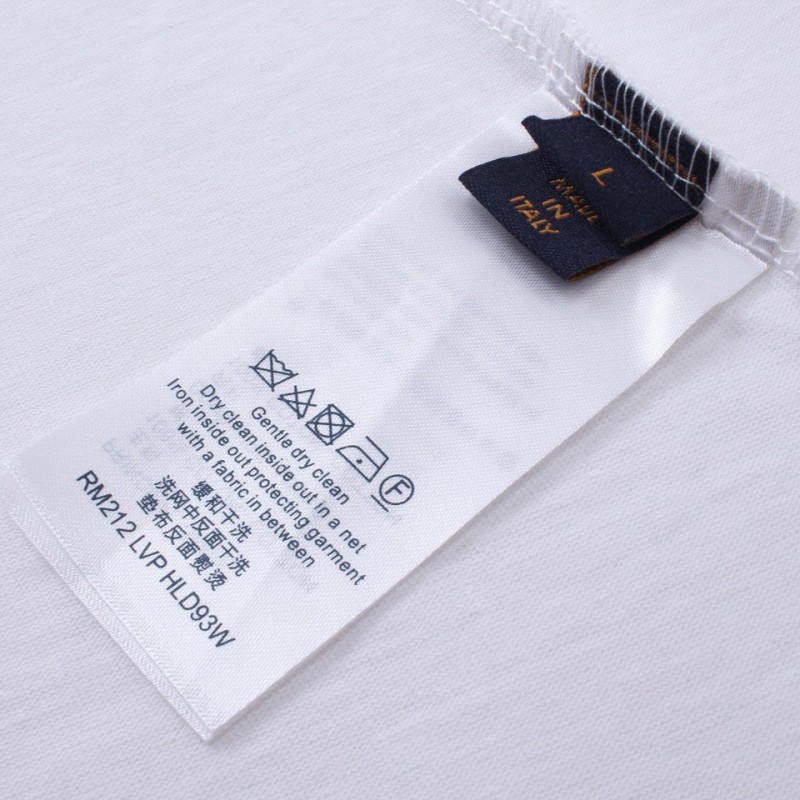 L
MADE
IN
ITALY
F
Gentle dry clean
Dry clean inside out in a net
Iron inside out protecting garment
with a fabric in between
缓和干洗
洗网中反面干洗
垫布反面熨烫
RM212 LVP HLD93W